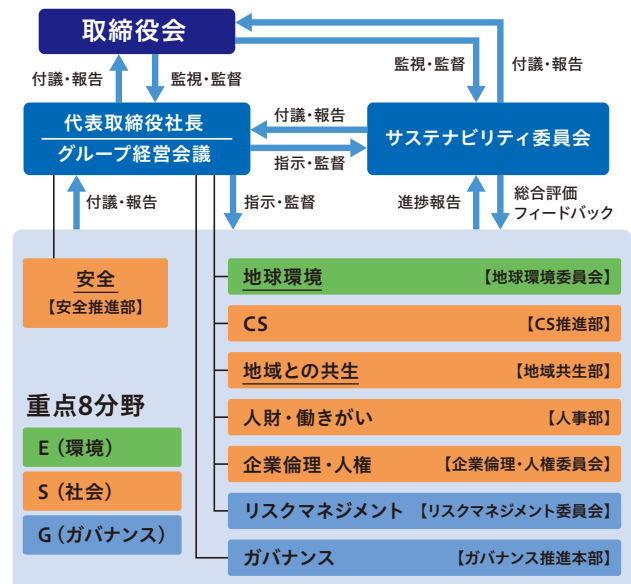 取締役会
付議・報告
監視・監督
監視・監督
付議・報告
代表取締役社長
グループ経営会議
付議・報告
指示・監督
サステナビリティ委員会
付議・報告
指示・監督
進捗報告
総合評価
フィードバック
安全
【安全推進部】
地球環境
【地球環境委員会】
CS
【CS推進部】
地域との共生
【地域共生部】
人財・働きがい
【人事部】
企業倫理・人権
【企業倫理・人権委員会】
リスクマネジメント
【リスクマネジメント委員会】
ガバナンス
【ガバナンス推進本部】
重点8分野
E（環境）
S（社会）
G（ガバナンス）